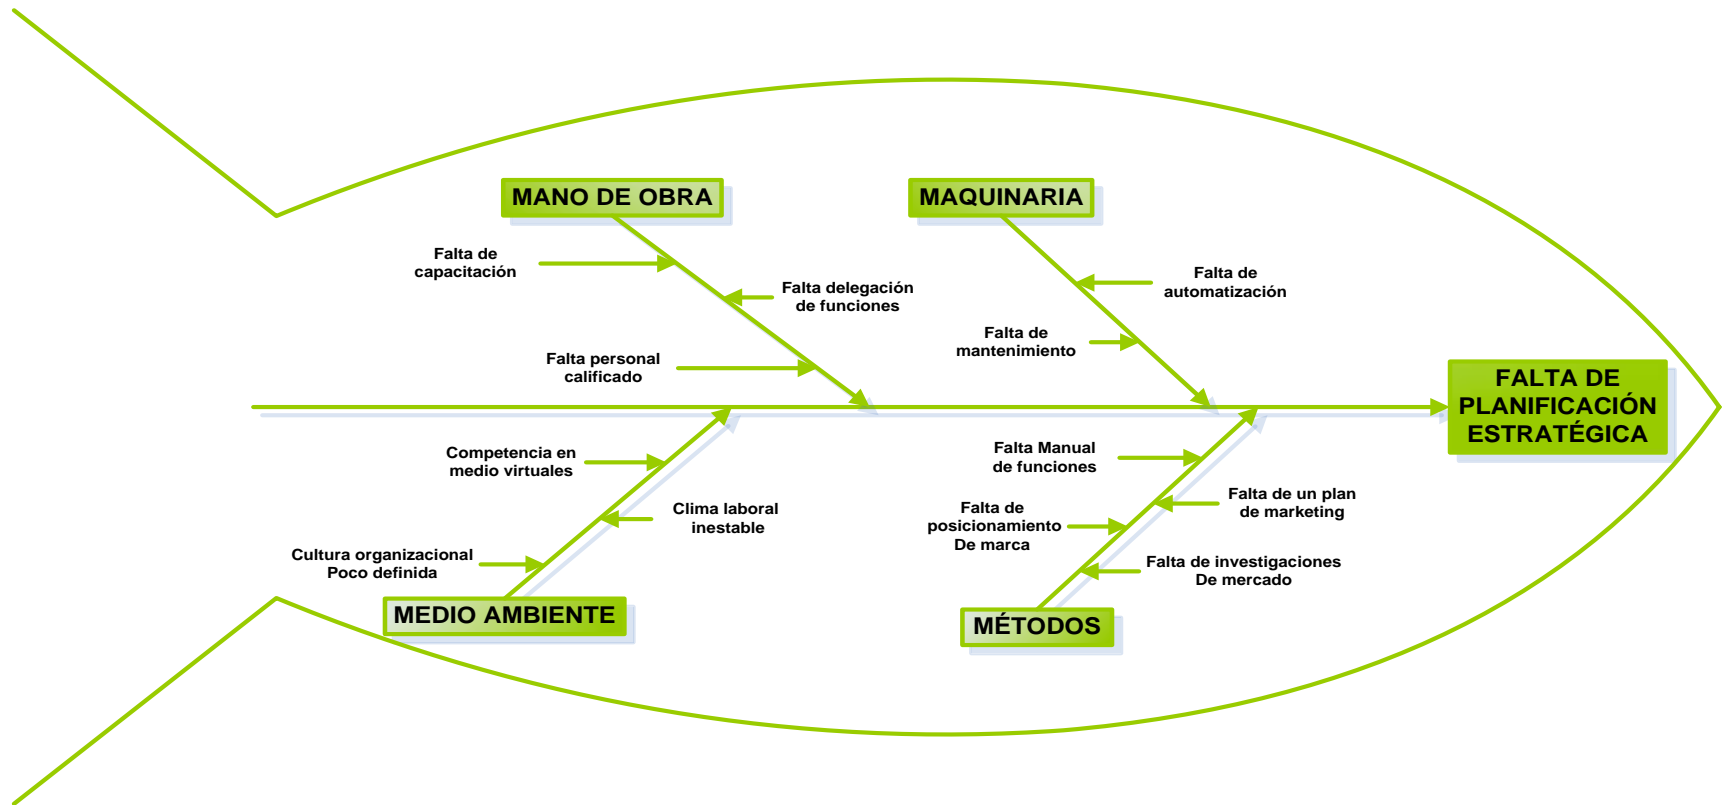 MANO DE OBRA
MAQUINARIA
Falta de
capacitación
Falta delegación
de funciones
Falta personal
calificado
Falta de
automatización
Falta de
mantenimiento
FALTA DE
PLANIFICACIÓN
ESTRATÉGICA
Competencia en
medio virtuales
Clima laboral
inestable
Cultura organizacional
Poco definida
MEDIO AMBIENTE
Falta Manual
de funciones
Falta de un plan
de marketing
Falta de
posicionamiento
De marca
Falta de investigaciones
De mercado
MÉTODOS